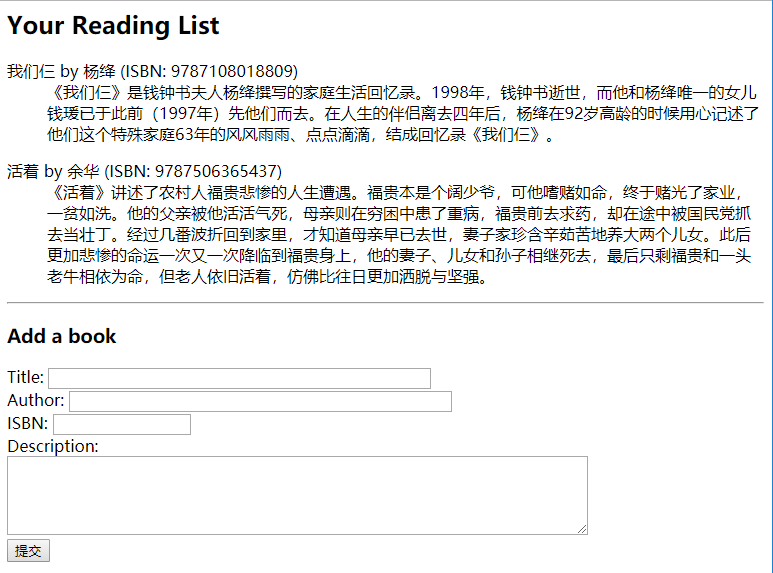 Your Reading List
我们仨 by 杨绛 (ISBN: 9787108018809)
《我们仨》是钱钟书夫人杨绛撰写的家庭生活回忆录。1998年，钱钟书逝世，而他和杨绛唯一的女儿
钱瑗已于此前（1997年）先他们而去。在人生的伴侣离去四年后，杨绛在92岁高龄的时候用心记述了
他们这个特殊家庭63年的风风雨雨、点点滴滴，结成回忆录《我们仨》。
活着 by 余华 (ISBN: 9787506365437)
《活着》讲述了农村人福贵悲惨的人生遭遇。福贵本是个阔少爷，可他嗜赌如命，终于赌光了家业，
一贫如洗。他的父亲被他活活气死，母亲则在穷困中患了重病，福贵前去求药，却在途中被国民党抓
去当壮丁。经过几番波折回到家里，才知道母亲早已去世，妻子家珍含辛茹苦地养大两个儿女。此后
更加悲惨的命运一次又一次降临到福贵身上，他的妻子、儿女和孙子相继死去，最后只剩福贵和一头
老牛相依为命，但老人依旧活着，仿佛比往日更加洒脱与坚强。
Add a book
Title:
Author:
ISBN:
Description:
提交